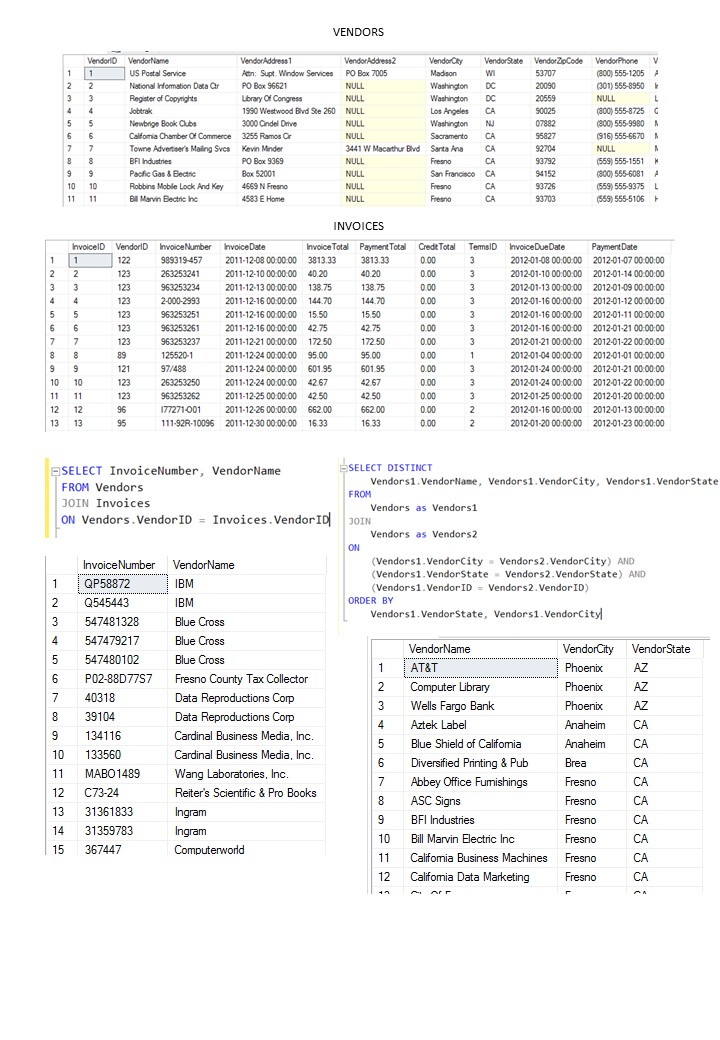 VENDORS
VendorID VendorName VendorAddress1 VendorAddress2 VendorCity VendorState VendorZipCode VendorPhone V
1 1 US Postal Service Attn: Supt. Window Services PO Box 7005 Madison WI 53707 (800) 555-1205
2 2 National Information Data Ctr PO Box 96621 NULL Washington DC 20090 (301) 555-8950
3 3 Register of Copyrights Library Of Congress NULL Washington DC 20559 NULL
4 4 Jobtrak 1990 Westwood Blvd Ste 260 NULL Los Angeles CA 90025 (800) 555-8725
5 5 Newbrige Book Clubs 3000 Cindel Drive NULL Washington NJ 07882 (800) 555-9980
6 6 California Chamber Of Commerce 3255 Ramos Cir NULL Sacramento CA 95827 (916) 555-6670
7 7 Towne Advertiser's Mailing Svcs Kevin Minder 3441 W Macarthur Blvd Santa Ana CA 92704 NULL
8 8 BFI Industries PO Box 9369 NULL Fresno CA 93792 (559) 555-1551
9 9 Pacific Gas & Electric Box 52001 NULL San Francisco CA 94152 (800) 555-6081
10 10 Robbins Mobile Lock And Key 4669 N Fresno NULL Fresno CA 93726 (559) 555-9375
11 11 Bill Marvin Electric Inc 4583 E Home NULL Fresno CA 93703 (559) 555-5106
INVOICES
InvoiceID VendorID InvoiceNumber InvoiceDate InvoiceTotal PaymentTotal CreditTotal TermsID InvoiceDueDate PaymentDate
1 1 122 989319-457 2011-12-08 00:00:00 3813.33 3813.33 0.00 3 2012-01-08 00:00:00 2012-01-07 00:00:00
2 2 123 263253241 2011-12-10 00:00:00 40.20 40.20 0.00 3 2012-01-10 00:00:00 2012-01-14 00:00:00
3 3 123 963253234 2011-12-13 00:00:00 138.75 138.75 0.00 3 2012-01-13 00:00:00 2012-01-09 00:00:00
4 4 123 2-000-2993 2011-12-16 00:00:00 144.70 144.70 0.00 3 2012-01-16 00:00:00 2012-01-12 00:00:00
5 5 123 963253251 2011-12-16 00:00:00 15.50 15.50 0.00 3 2012-01-16 00:00:00 2012-01-11 00:00:00
6 6 123 963253261 2011-12-16 00:00:00 42.75 42.75 0.00 3 2012-01-16 00:00:00 2012-01-21 00:00:00
7 7 123 963253237 2011-12-21 00:00:00 172.50 172.50 0.00 3 2012-01-21 00:00:00 2012-01-22 00:00:00
8 8 89 125520-1 2011-12-24 00:00:00 95.00 95.00 0.00 1 2012-01-04 00:00:00 2012-01-01 00:00:00
9 9 121 97/488 2011-12-24 00:00:00 601.95 601.95 0.00 3 2012-01-24 00:00:00 2012-01-21 00:00:00
10 10 123 263253250 2011-12-24 00:00:00 42.67 42.67 0.00 3 2012-01-24 00:00:00 2012-01-22 00:00:00
11 11 123 963253262 2011-12-25 00:00:00 42.50 42.50 0.00 3 2012-01-25 00:00:00 2012-01-20 00:00:00
12 12 96 I77271-O01 2011-12-26 00:00:00 662.00 662.00 0.00 2 2012-01-16 00:00:00 2012-01-13 00:00:00
13 13 95 111-92R-10096 2011-12-30 00:00:00 16.33 16.33 0.00 2 2012-01-20 00:00:00 2012-01-23 00:00:00
SELECT InvoiceNumber, VendorName
FROM Vendors
JOIN Invoices
ON Vendors.VendorID = Invoices.VendorID
InvoiceNumber VendorName
1 QP58872 IBM
2 Q545443 IBM
3 547481328 Blue Cross
4 547479217 Blue Cross
5 547480102 Blue Cross
6 P02-88D77S7 Fresno County Tax Collector
7 40318 Data Reproductions Corp
8 39104 Data Reproductions Corp
9 134116 Cardinal Business Media, Inc.
10 133560 Cardinal Business Media, Inc.
11 MABO1489 Wang Laboratories, Inc.
12 C73-24 Reiter's Scientific & Pro Books
13 31361833 Ingram
14 31359783 Ingram
15 367447 Computerworld
SELECT DISTINCT
Vendors1.VendorName, Vendors1.VendorCity, Vendors1.VendorState
FROM
Vendors as Vendors1
JOIN
Vendors as Vendors2
ON
(Vendors1.VendorCity = Vendors2.VendorCity) AND
(Vendors1.VendorState = Vendors2.VendorState) AND
(Vendors1.VendorID = Vendors2.VendorID)
ORDER BY
Vendors1.VendorState, Vendors1.VendorCity
VendorName VendorCity VendorState
1 AT&T Phoenix AZ
2 Computer Library Phoenix AZ
3 Wells Fargo Bank Phoenix AZ
4 Aztek Label Anaheim CA
5 Blue Shield of California Anaheim CA
6 Diversified Printing & Pub Brea CA
7 Abbey Office Furnishings Fresno CA
8 ASC Signs Fresno CA
9 BFI Industries Fresno CA
10 Bill Marvin Electric Inc Fresno CA
11 California Business Machines Fresno CA
12 California Data Marketing Fresno CA